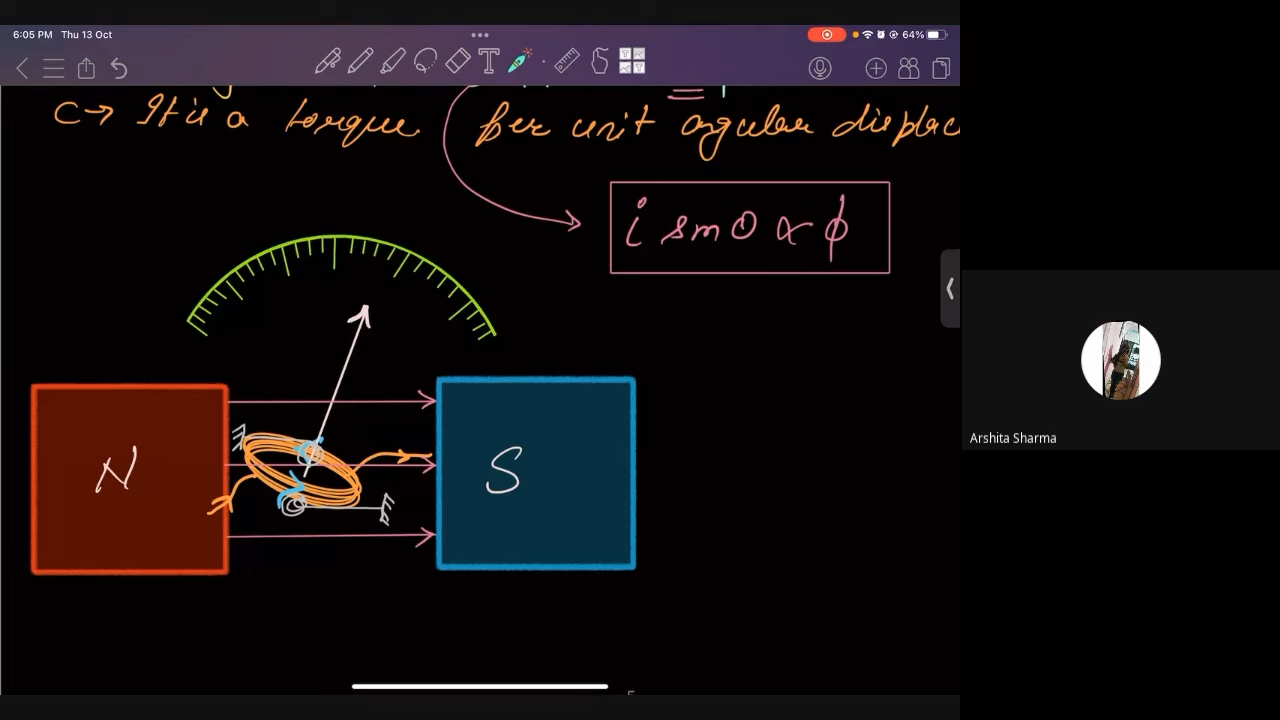 6:05 PM Thu 13 Oct
64%
T
C→ It is a torque per unit angular displac
i sinθ ∝ ϕ
N
S
Arshita Sharma